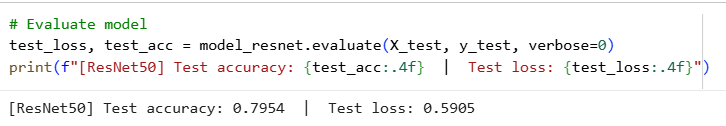 # Evaluate model
test_loss, test_acc = model_resnet.evaluate(X_test, y_test, verbose=0)
print(f"[ResNet50] Test accuracy: {test_acc:.4f}  |  Test loss: {test_loss:.4f}")
[ResNet50] Test accuracy: 0.7954  |  Test loss: 0.5905